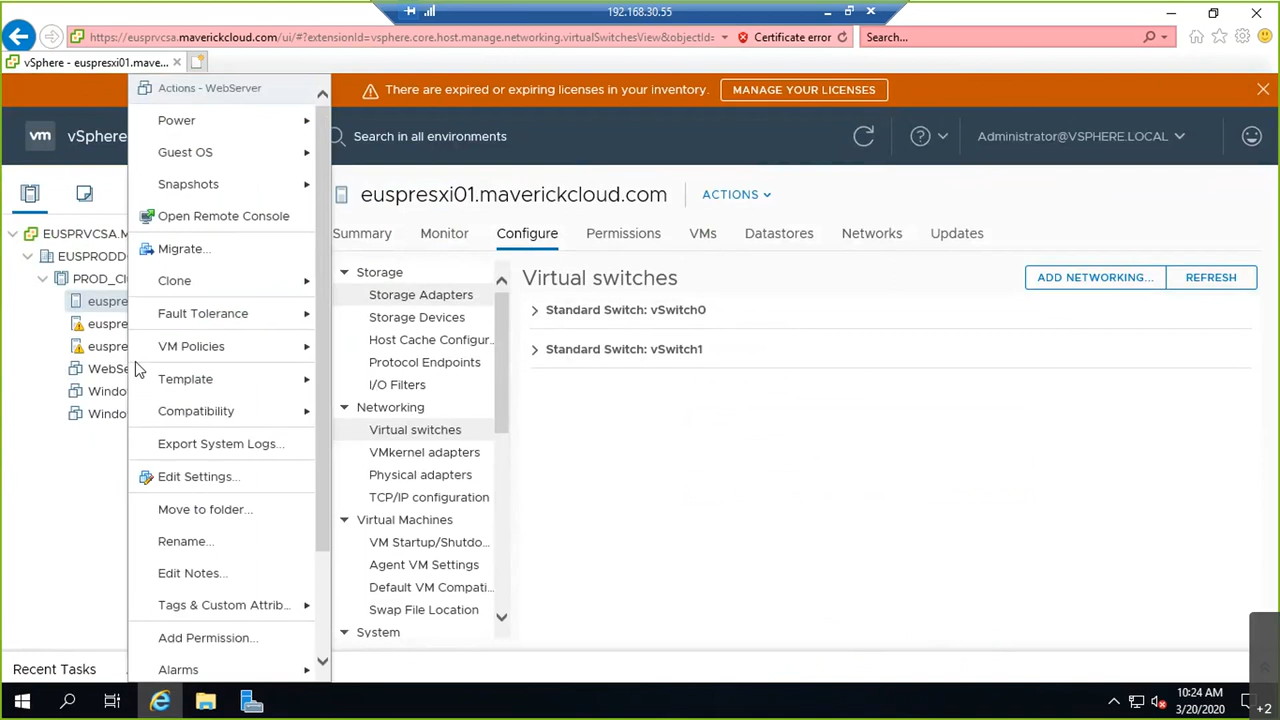 192.168.30.55
https://eusprvcsa.maverickcloud.com/ui/#?extensionId=vsphere.core.host.manage.networking.virtualSwitchesView&objectId=
Certificate error
Search...
vSphere - euspresxi01.mave...
There are expired or expiring licenses in your inventory.
MANAGE YOUR LICENSES
vm
vSphere
Search in all environments
Administrator@VSPHERE.LOCAL
Actions - WebServer
Power
Guest OS
Snapshots
Open Remote Console
Migrate...
Clone
Fault Tolerance
VM Policies
Template
Compatibility
Export System Logs...
Edit Settings...
Move to folder...
Rename...
Edit Notes...
Tags & Custom Attrib...
Add Permission...
Alarms
EUSPRVCSA.M
EUSPRODD
PROD_Cl
euspre
euspre
euspre
WebSe
Windo
Windo
euspresxi01.maverickcloud.com
ACTIONS
Summary
Monitor
Configure
Permissions
VMs
Datastores
Networks
Updates
Storage
Storage Adapters
Storage Devices
Host Cache Configur...
Protocol Endpoints
I/O Filters
Networking
Virtual switches
VMkernel adapters
Physical adapters
TCP/IP configuration
Virtual Machines
VM Startup/Shutdo...
Agent VM Settings
Default VM Compati...
Swap File Location
System
Virtual switches
ADD NETWORKING...
REFRESH
Standard Switch: vSwitch0
Standard Switch: vSwitch1
Recent Tasks
10:24 AM
3/20/2020
+2